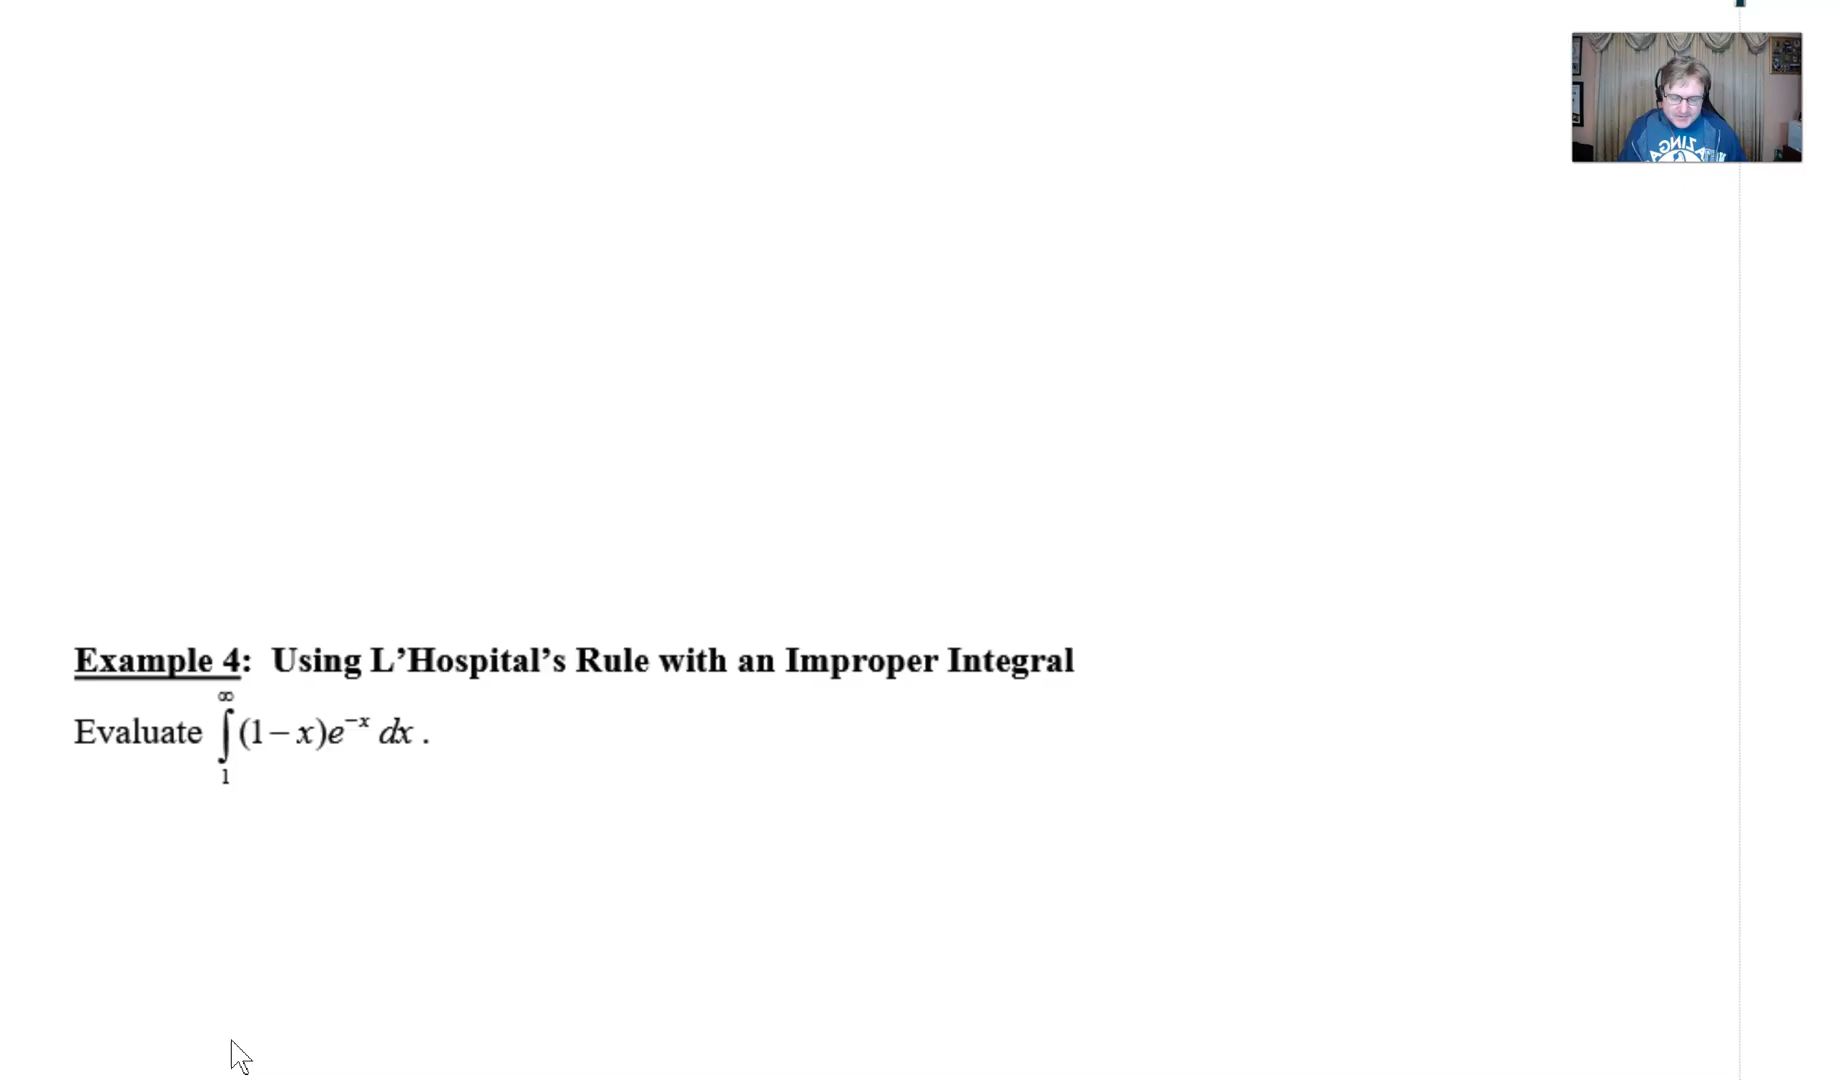 Example 4: Using L’Hospital’s Rule with an Improper Integral
Evaluate ∫₁^∞ (1−x)e⁻ˣ dx .